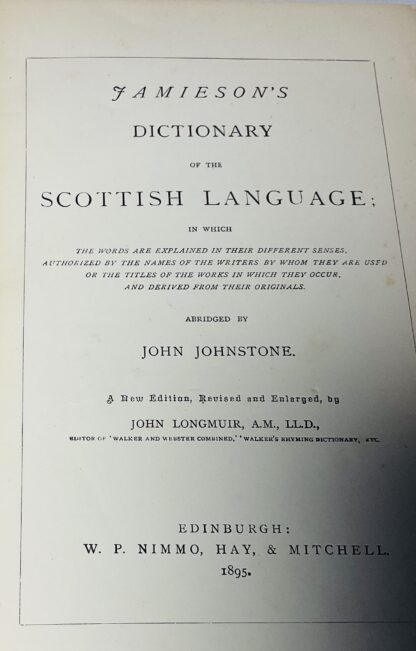 JAMIESON'S
DICTIONARY
OF THE
SCOTTISH LANGUAGE;
IN WHICH
THE WORDS ARE EXPLAINED IN THEIR DIFFERENT SENSES,
AUTHORIZED BY THE NAMES OF THE WRITERS BY WHOM THEY ARE USED
OR THE TITLES OF THE WORKS IN WHICH THEY OCCUR,
AND DERIVED FROM THEIR ORIGINALS.
ABRIDGED BY
JOHN JOHNSTONE.
A New Edition, Revised and Enlarged, by
JOHN LONGMUIR, A.M., LL.D.,
EDITOR OF 'WALKER AND WEBSTER COMBINED,' 'WALKER'S RHYMING DICTIONARY, ETC.
EDINBURGH:
W. P. NIMMO, HAY, & MITCHELL.
1895.